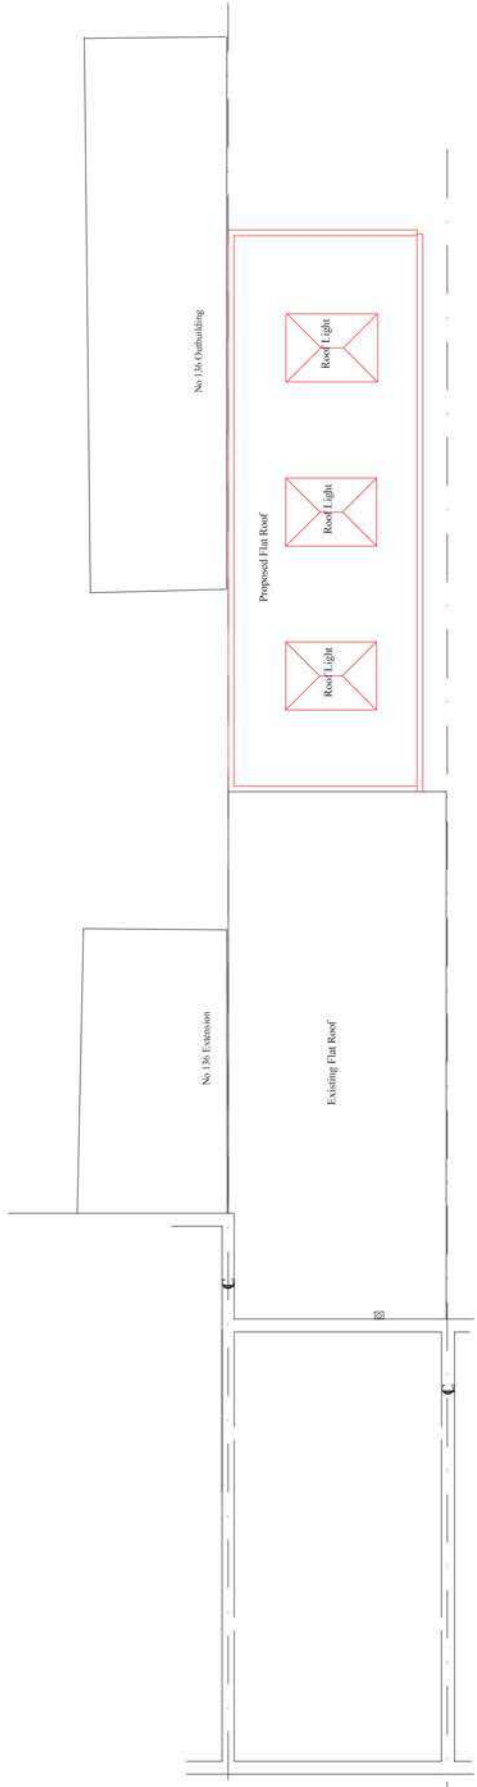 No 136 Outbuilding
Roof Light
Roof Light
Proposed Flat Roof
Roof Light
No 136 Extension
Existing Flat Roof
C
C